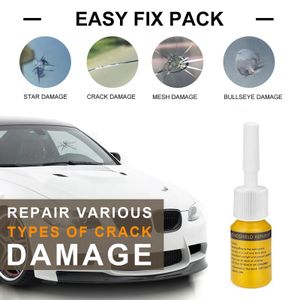 EASY FIX PACK
STAR DAMAGE
CRACK DAMAGE
MESH DAMAGE
BULLSEYE DAMAGE
REPAIR VARIOUS
TYPES OF CRACK
DAMAGE